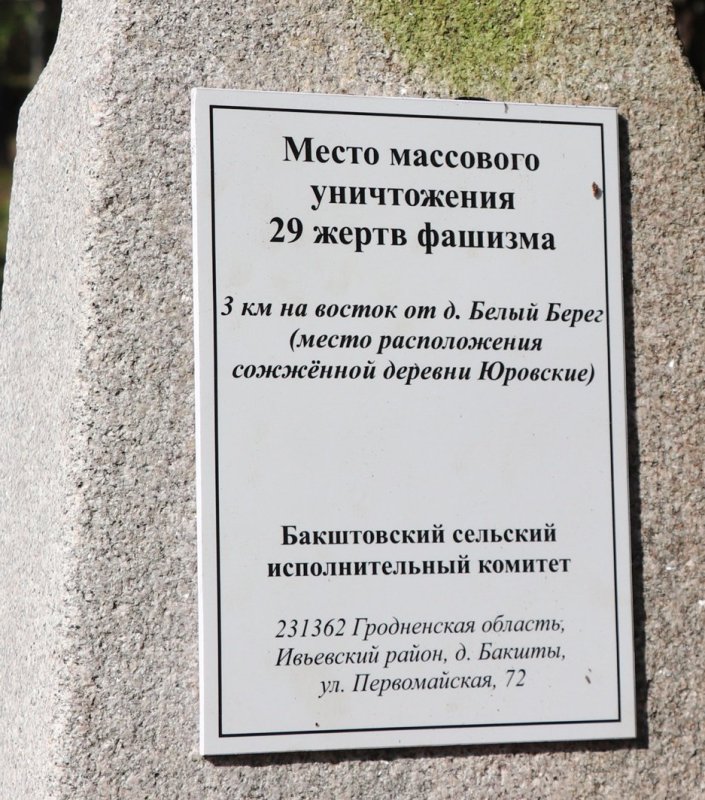 Место массового
уничтожения
29 жертв фашизма
3 км на восток от д. Белый Берег
(место расположения
сожжённой деревни Юровские)
Бакштовский сельский
исполнительный комитет
231362 Гродненская область,
Ивьевский район, д. Бакшты,
ул. Первомайская, 72